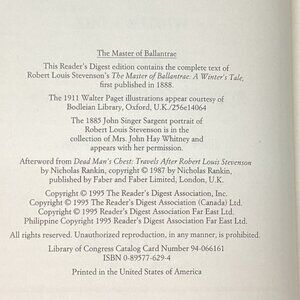 The Master of Ballantrae
This Reader's Digest edition contains the complete text of
Robert Louis Stevenson's The Master of Ballantrae: A Winter's Tale,
first published in 1888.
The 1911 Walter Paget illustrations appear courtesy of
Bodleian Library, Oxford, U.K./256114064
The 1885 John Singer Sargent portrait of
Robert Louis Stevenson is in the
collection of Mrs. John Hay Whitney and
appears with her permission.
Afterword from Dead Man's Chest: Travels After Robert Louis Stevenson
by Nicholas Rankin, copyright © 1987 by Nicholas Rankin,
published by Faber and Faber Limited, London, U.K.
Copyright © 1995 The Reader's Digest Association, Inc.
Copyright © 1995 The Reader's Digest Association (Canada) Ltd.
Copyright © 1995 Reader's Digest Association Far East Ltd.
Philippine Copyright 1995 Reader's Digest Association Far East Ltd.
All rights reserved. Unauthorized reproduction, in any manner, is prohibited.
Library of Congress Catalog Card Number 94-066161
ISBN 0-89577-629-4
Printed in the United States of America